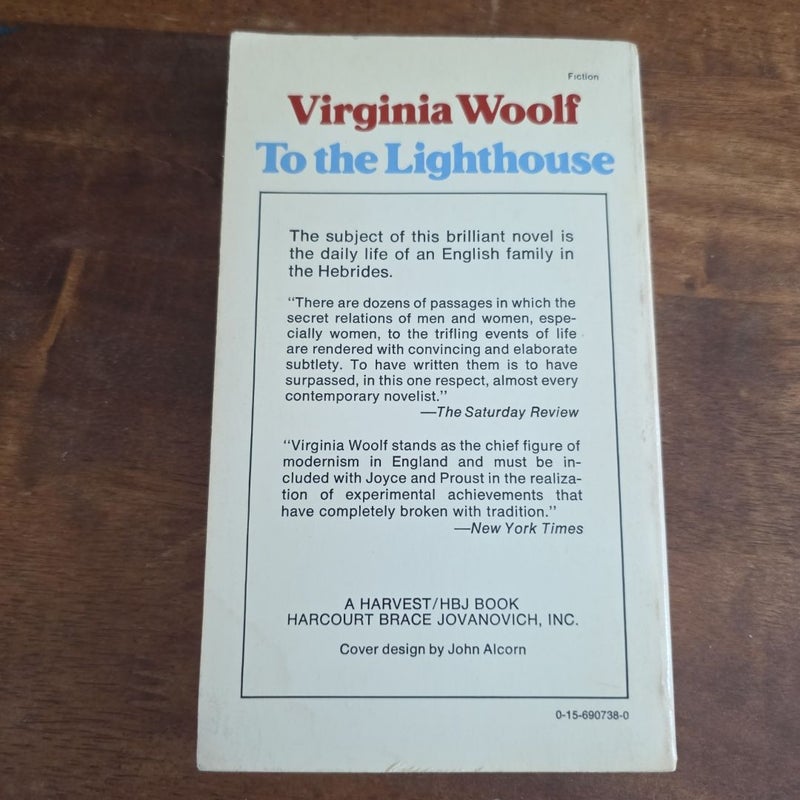 Fiction
Virginia Woolf
To the Lighthouse
The subject of this brilliant novel is
the daily life of an English family in
the Hebrides.
“There are dozens of passages in which the
secret relations of men and women, espe-
cially women, to the trifling events of life
are rendered with convincing and elaborate
subtlety. To have written them is to have
surpassed, in this one respect, almost every
contemporary novelist.”
—The Saturday Review
“Virginia Woolf stands as the chief figure of
modernism in England and must be in-
cluded with Joyce and Proust in the realiza-
tion of experimental achievements that
have completely broken with tradition.”
—New York Times
A HARVEST/HBJ BOOK
HARCOURT BRACE JOVANOVICH, INC.
Cover design by John Alcorn
0-15-690738-0